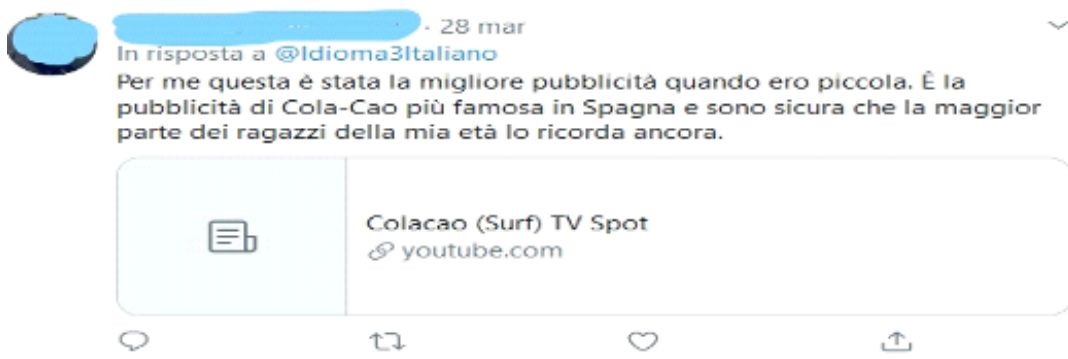 · 28 mar
In risposta a @Idioma3Italiano
Per me questa è stata la migliore pubblicità quando ero piccola. È la
pubblicità di Cola-Cao più famosa in Spagna e sono sicura che la maggior
parte dei ragazzi della mia età lo ricorda ancora.
Colacao (Surf) TV Spot
youtube.com